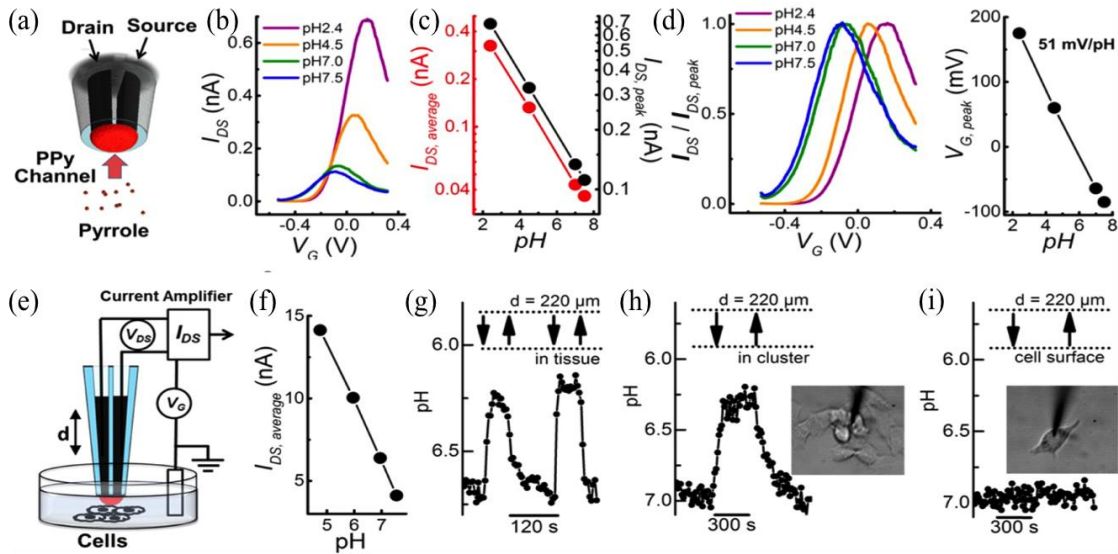 (a)
Drain
Source
PPy
Channel
Pyrrole
(b)
pH2.4
pH4.5
pH7.0
pH7.5
I_DS (nA)
0.6
0.4
0.2
0.0
-0.4
0.0
0.4
V_G (V)
(c)
I_DS, average (nA)
0.4
0.2
0.1
0.04
0.7
0.5
0.4
0.3
0.2
0.1
I_DS, peak (nA)
2
4
6
8
pH
(d)
pH2.4
pH4.5
pH7.0
pH7.5
I_DS / I_DS, peak
1.0
0.5
0.0
-0.4
0.0
0.4
V_G (V)
51 mV/pH
V_G, peak (mV)
200
100
0
-100
2
4
6
8
pH
(e)
Current Amplifier
V_DS
I_DS
V_G
d
Cells
(f)
I_DS, average (nA)
15
10
5
5
6
7
pH
(g)
d = 220 µm
in tissue
pH
6.0
6.5
120 s
(h)
d = 220 µm
in cluster
pH
6.0
6.5
7.0
300 s
(i)
d = 220 µm
cell surface
pH
6.0
6.5
7.0
300 s